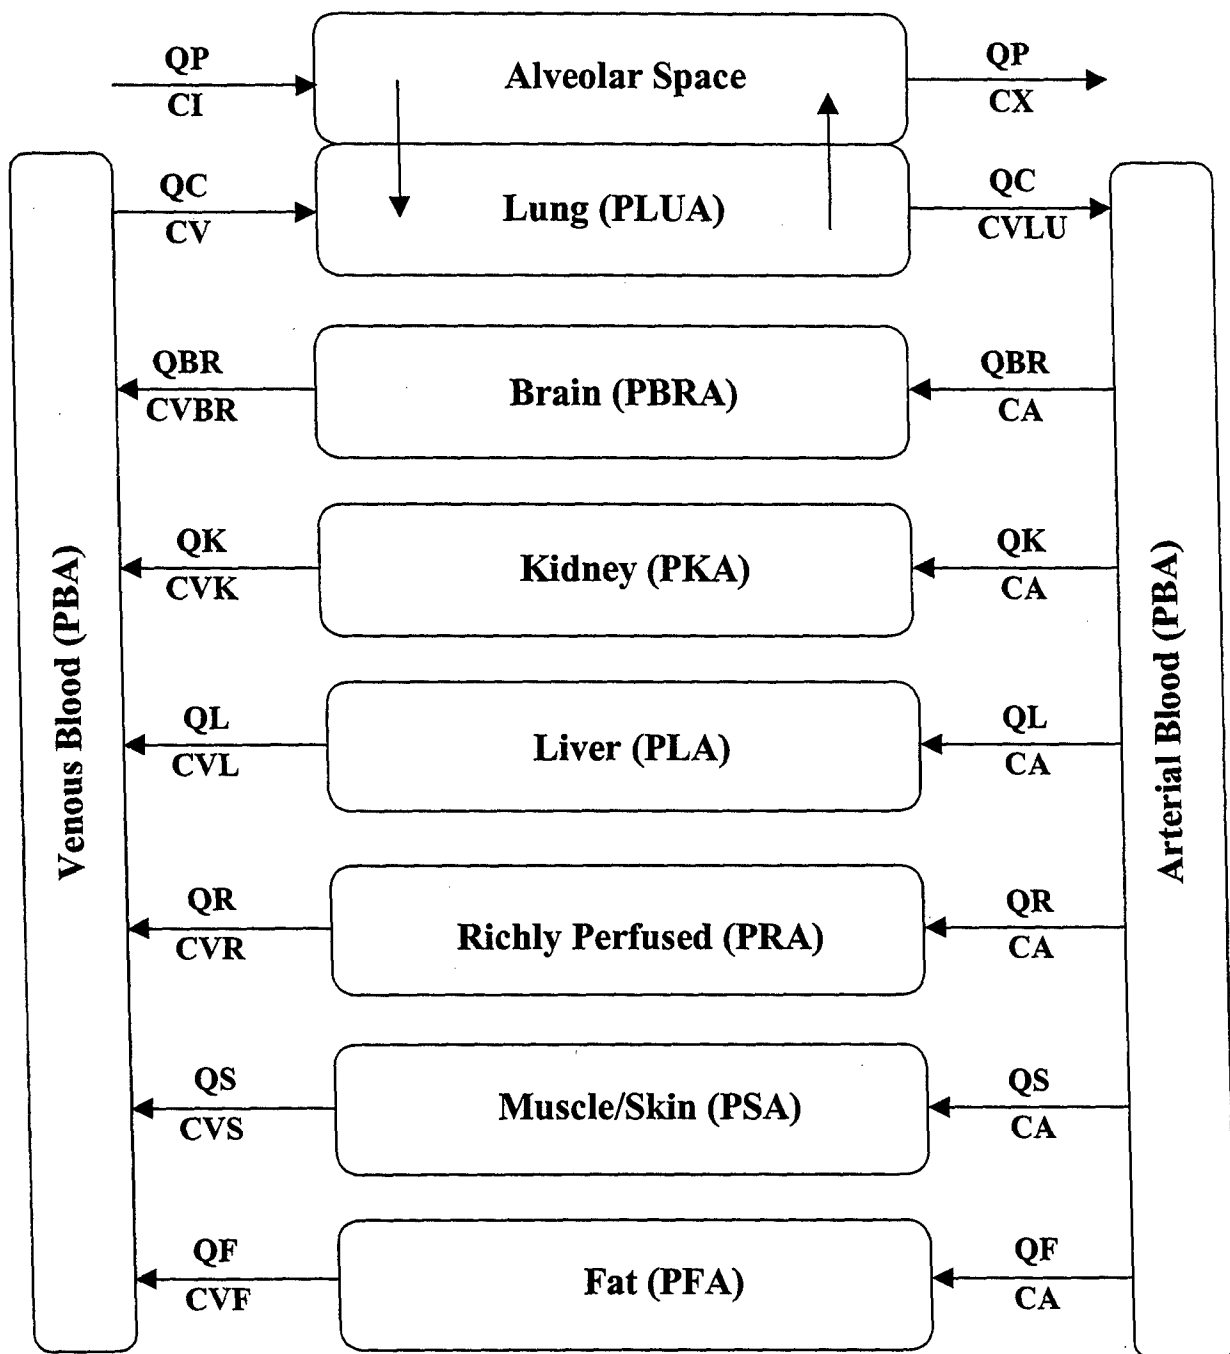 QP
CI
Alveolar Space
QP
CX
QC
CV
Lung (PLUA)
QC
CVLU
QBR
CVBR
Brain (PBRA)
QBR
CA
QK
CVK
Kidney (PKA)
QK
CA
QL
CVL
Liver (PLA)
QL
CA
QR
CVR
Richly Perfused (PRA)
QR
CA
QS
CVS
Muscle/Skin (PSA)
QS
CA
QF
CVF
Fat (PFA)
QF
CA
Venous Blood (PBA)
Arterial Blood (PBA)